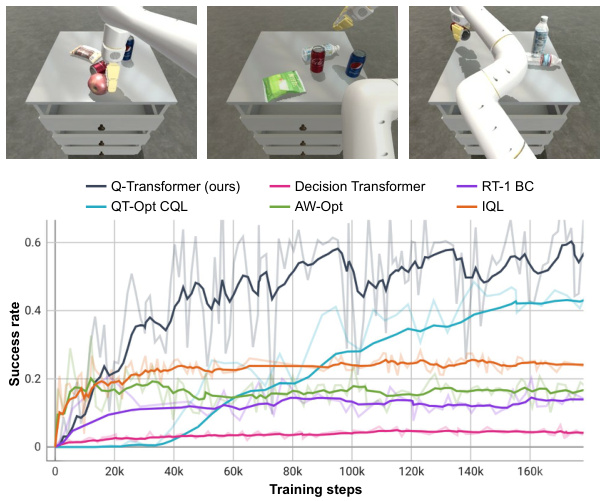 Q-Transformer (ours) Decision Transformer RT-1 BC
QT-Opt CQL AW-Opt IQL
0.6
0.4
0.2
0
Success rate
0 20k 40k 60k 80k 100k 120k 140k 160k
Training steps